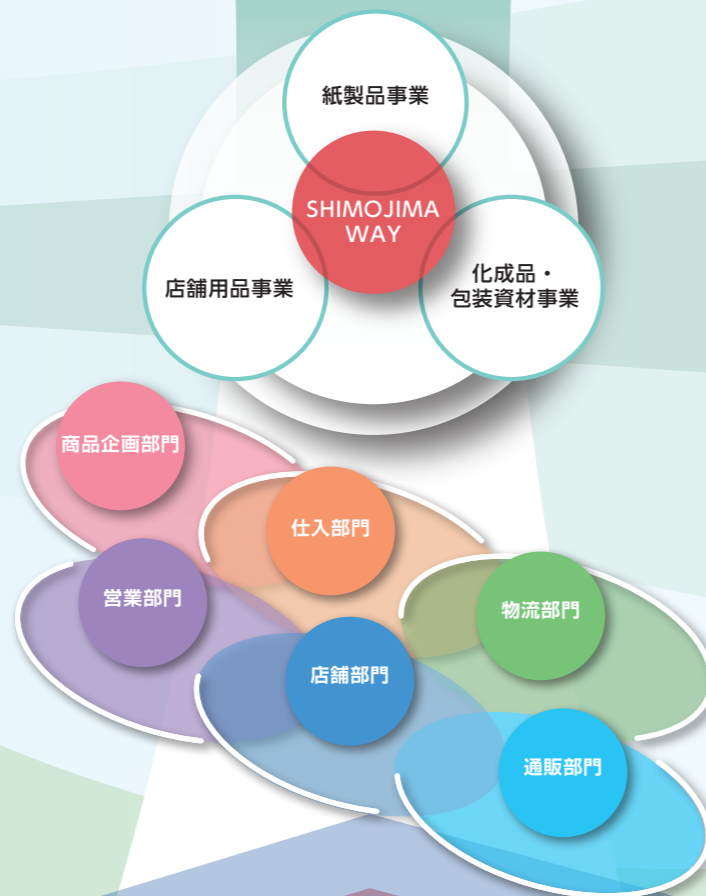 紙製品事業
SHIMOJIMA
WAY
店舗用品事業
化成品・
包装資材事業
商品企画部門
仕入部門
営業部門
物流部門
店舗部門
通販部門